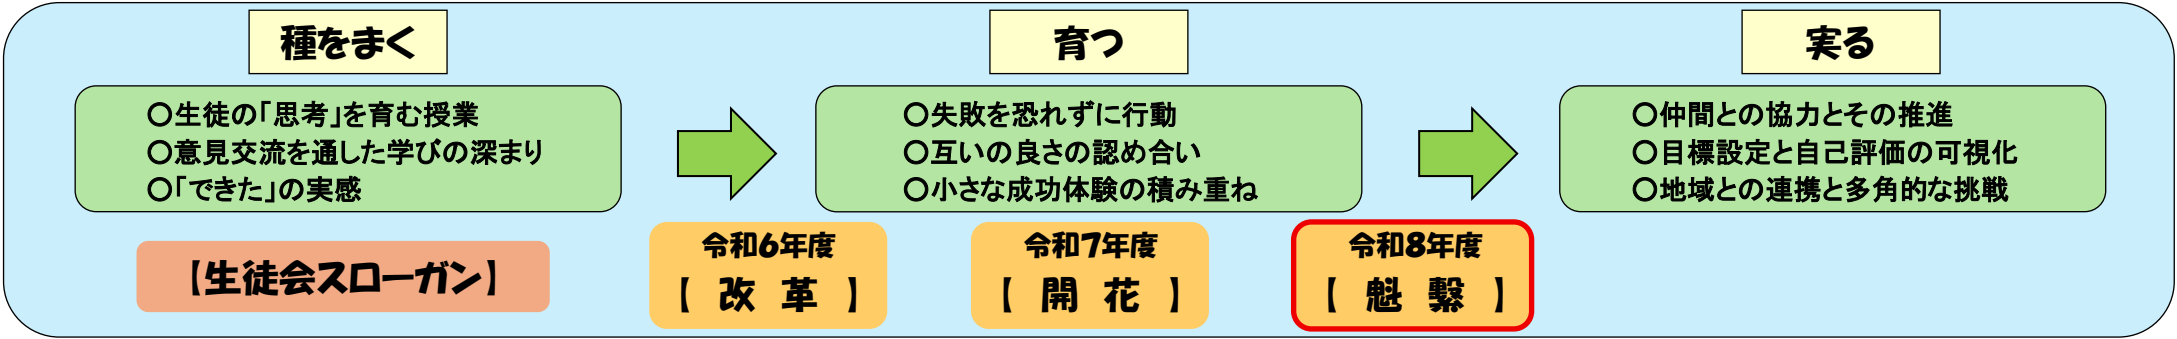 種をまく
〇生徒の「思考」を育む授業
〇意見交流を通した学びの深まり
〇「できた」の実感
育つ
〇失敗を恐れずに行動
〇互いの良さの認め合い
〇小さな成功体験の積み重ね
実る
〇仲間との協力とその推進
〇目標設定と自己評価の可視化
〇地域との連携と多角的な挑戦
【生徒会スローガン】
令和6年度
【 改 革 】
令和7年度
【 開 花 】
令和8年度
【 魁 繋 】